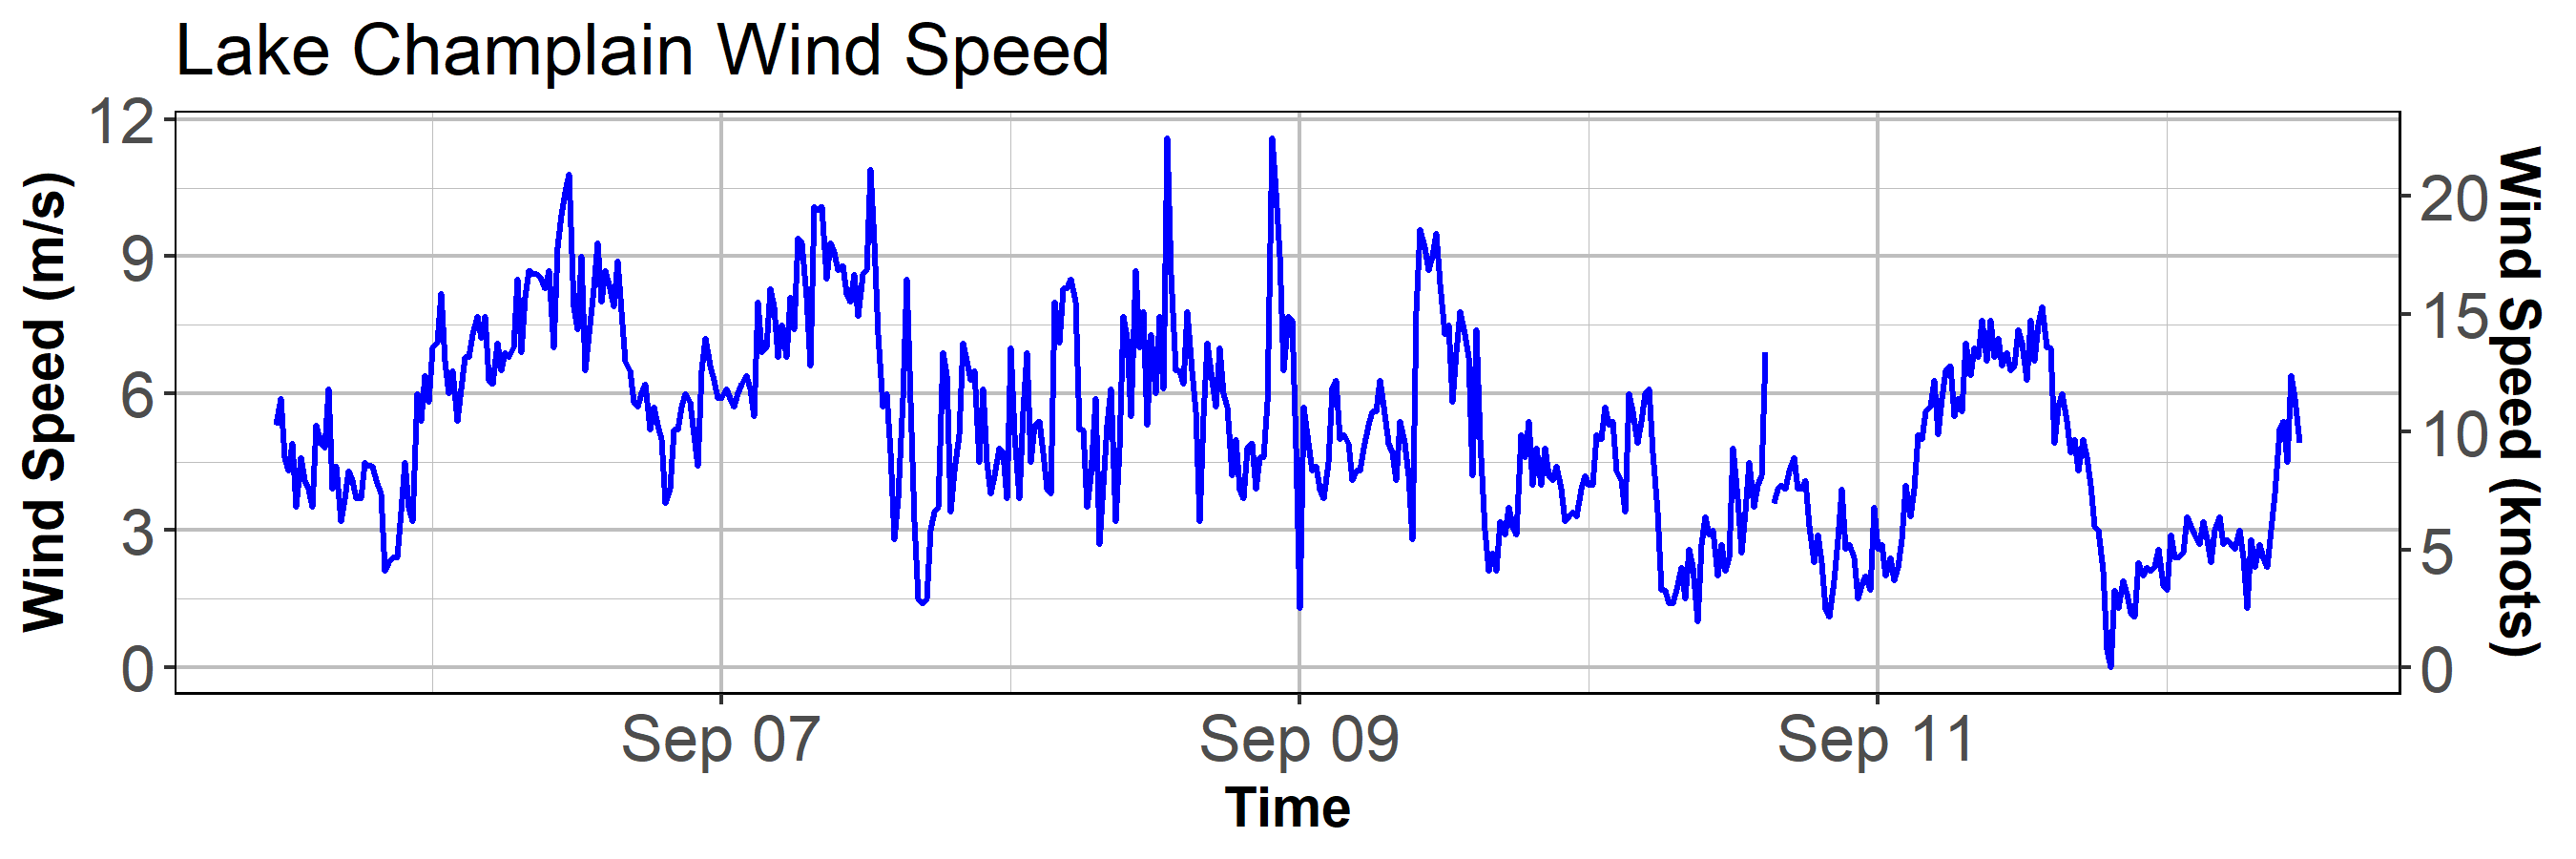 Lake Champlain Wind Speed
Wind Speed (m/s)
12
9
6
3
0
20
15
10
5
0
Wind Speed (knots)
Sep 07 Sep 09 Sep 11
Time